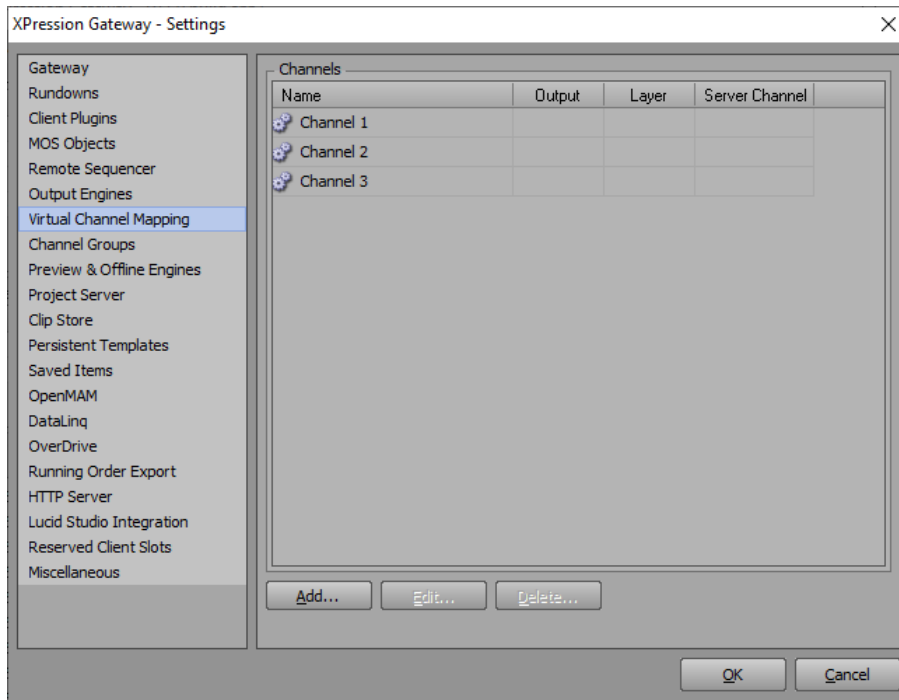 XPression Gateway - Settings
Gateway
Rundowns
Client Plugins
MOS Objects
Remote Sequencer
Output Engines
Virtual Channel Mapping
Channel Groups
Preview & Offline Engines
Project Server
Clip Store
Persistent Templates
Saved Items
OpenMAM
DataLinq
OverDrive
Running Order Export
HTTP Server
Lucid Studio Integration
Reserved Client Slots
Miscellaneous
Channels
Name Output Layer Server Channel
Channel 1
Channel 2
Channel 3
Add... Edit... Delete...
OK Cancel